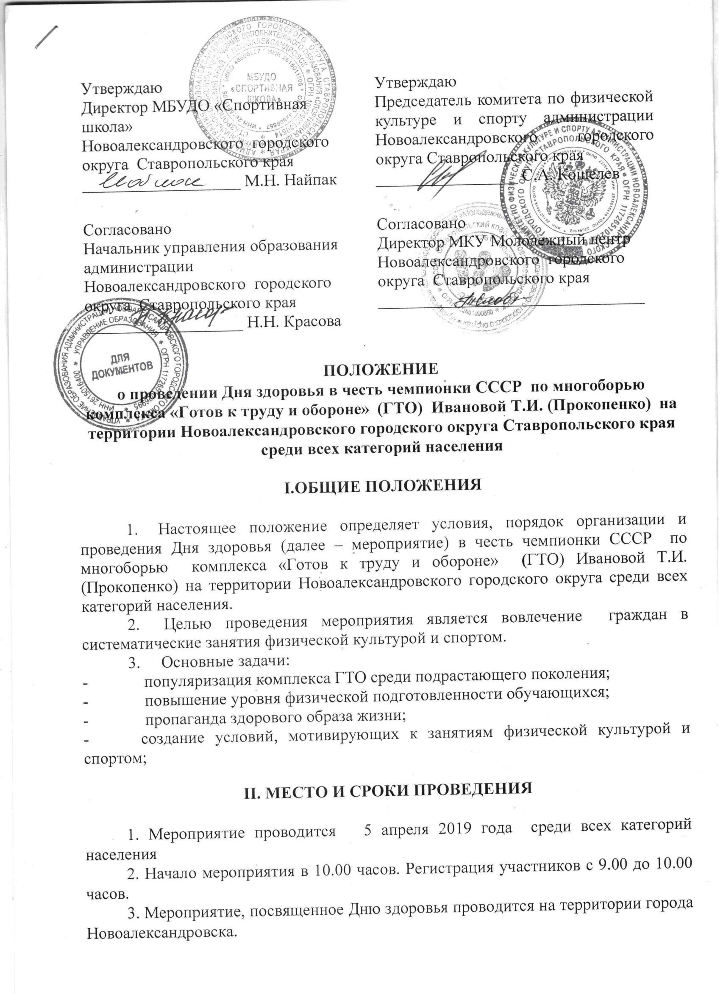 Утверждаю
Директор МБУДО «Спортивная
школа»
Новоалександровского городского
округа Ставропольского края
М.Н. Найпак
Утверждаю
Председатель комитета по физической
культуре и спорту администрации
Новоалександровского городского
округа Ставропольского края
С.А. Кошелев
Согласовано
Начальник управления образования
администрации
Новоалександровского городского
округа Ставропольского края
Н.Н. Красова
Согласовано
Директор МКУ Молодежный центр
Новоалександровского городского
округа Ставропольского края
МБУДО
«СПОРТИВНАЯ
ШКОЛА»
ДЛЯ
ДОКУМЕНТОВ
ПОЛОЖЕНИЕ
о проведении Дня здоровья в честь чемпионки СССР по многоборью
комплекса «Готов к труду и обороне» (ГТО) Ивановой Т.И. (Прокопенко) на
территории Новоалександровского городского округа Ставропольского края
среди всех категорий населения
I.ОБЩИЕ ПОЛОЖЕНИЯ
1. Настоящее положение определяет условия, порядок организации и
проведения Дня здоровья (далее – мероприятие) в честь чемпионки СССР по
многоборью комплекса «Готов к труду и обороне» (ГТО) Ивановой Т.И.
(Прокопенко) на территории Новоалександровского городского округа среди всех
категорий населения.
2. Целью проведения мероприятия является вовлечение граждан в
систематические занятия физической культурой и спортом.
3. Основные задачи:
- популяризация комплекса ГТО среди подрастающего поколения;
- повышение уровня физической подготовленности обучающихся;
- пропаганда здорового образа жизни;
- создание условий, мотивирующих к занятиям физической культурой и
спортом;
II. МЕСТО И СРОКИ ПРОВЕДЕНИЯ
1. Мероприятие проводится 5 апреля 2019 года среди всех категорий
населения
2. Начало мероприятия в 10.00 часов. Регистрация участников с 9.00 до 10.00
часов.
3. Мероприятие, посвященное Дню здоровья проводится на территории города
Новоалександровска.